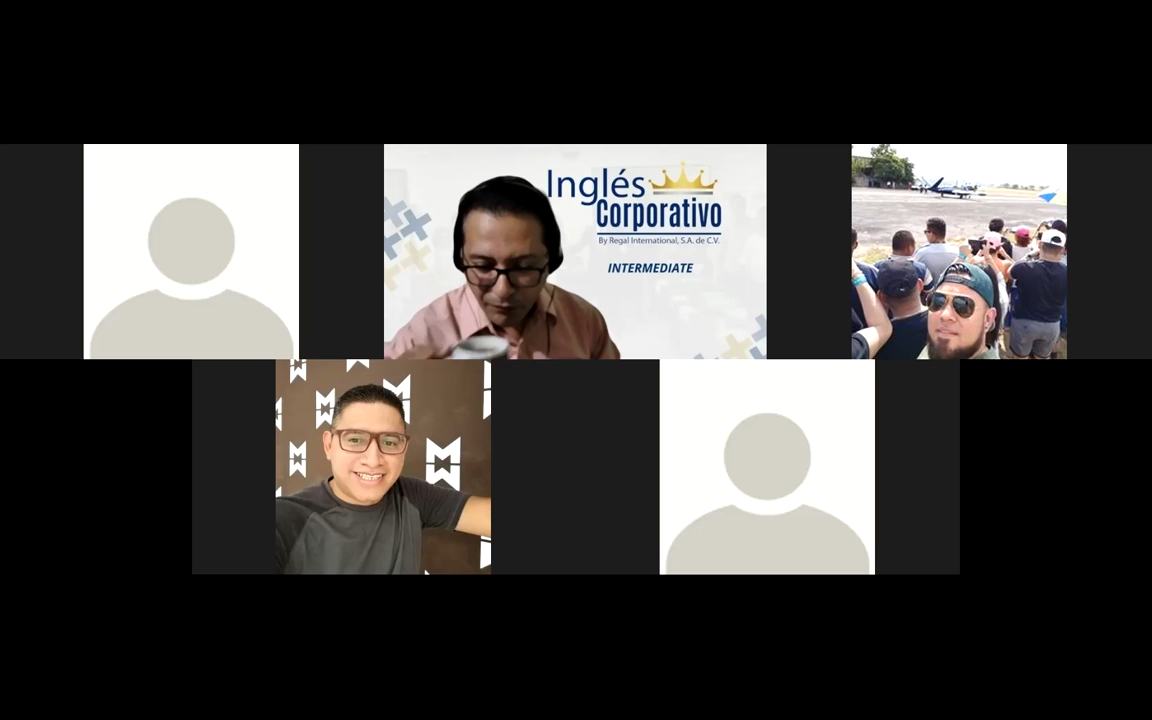 Inglés
Corporativo
By Regal International, S.A. de C.V.
INTERMEDIATE